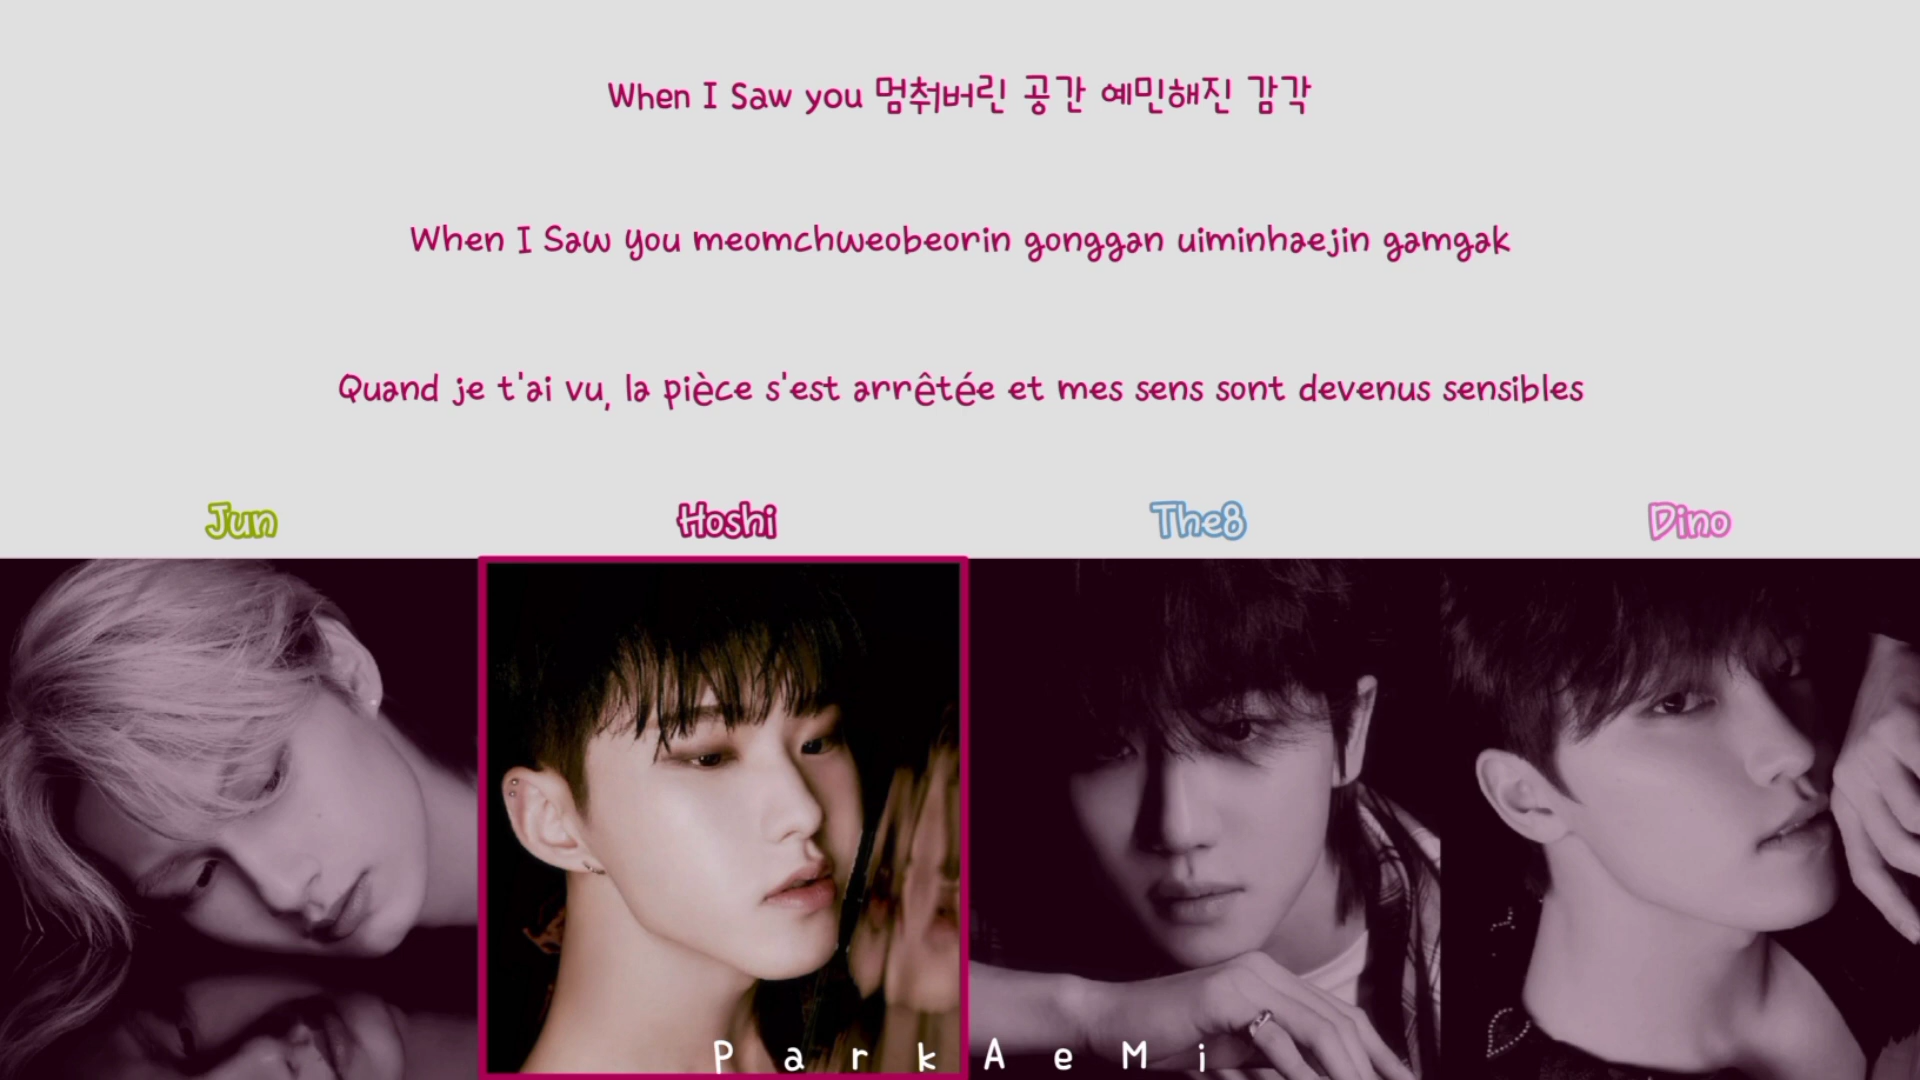 When I Saw you 멈춰버린 공간 예민해진 감각
When I Saw you meomchweobeorin gonggan uiminhaejin gamgak
Quand je t'ai vu, la pièce s'est arrêtée et mes sens sont devenus sensibles
Jun Hoshi The8 Dino
ParkAeMi